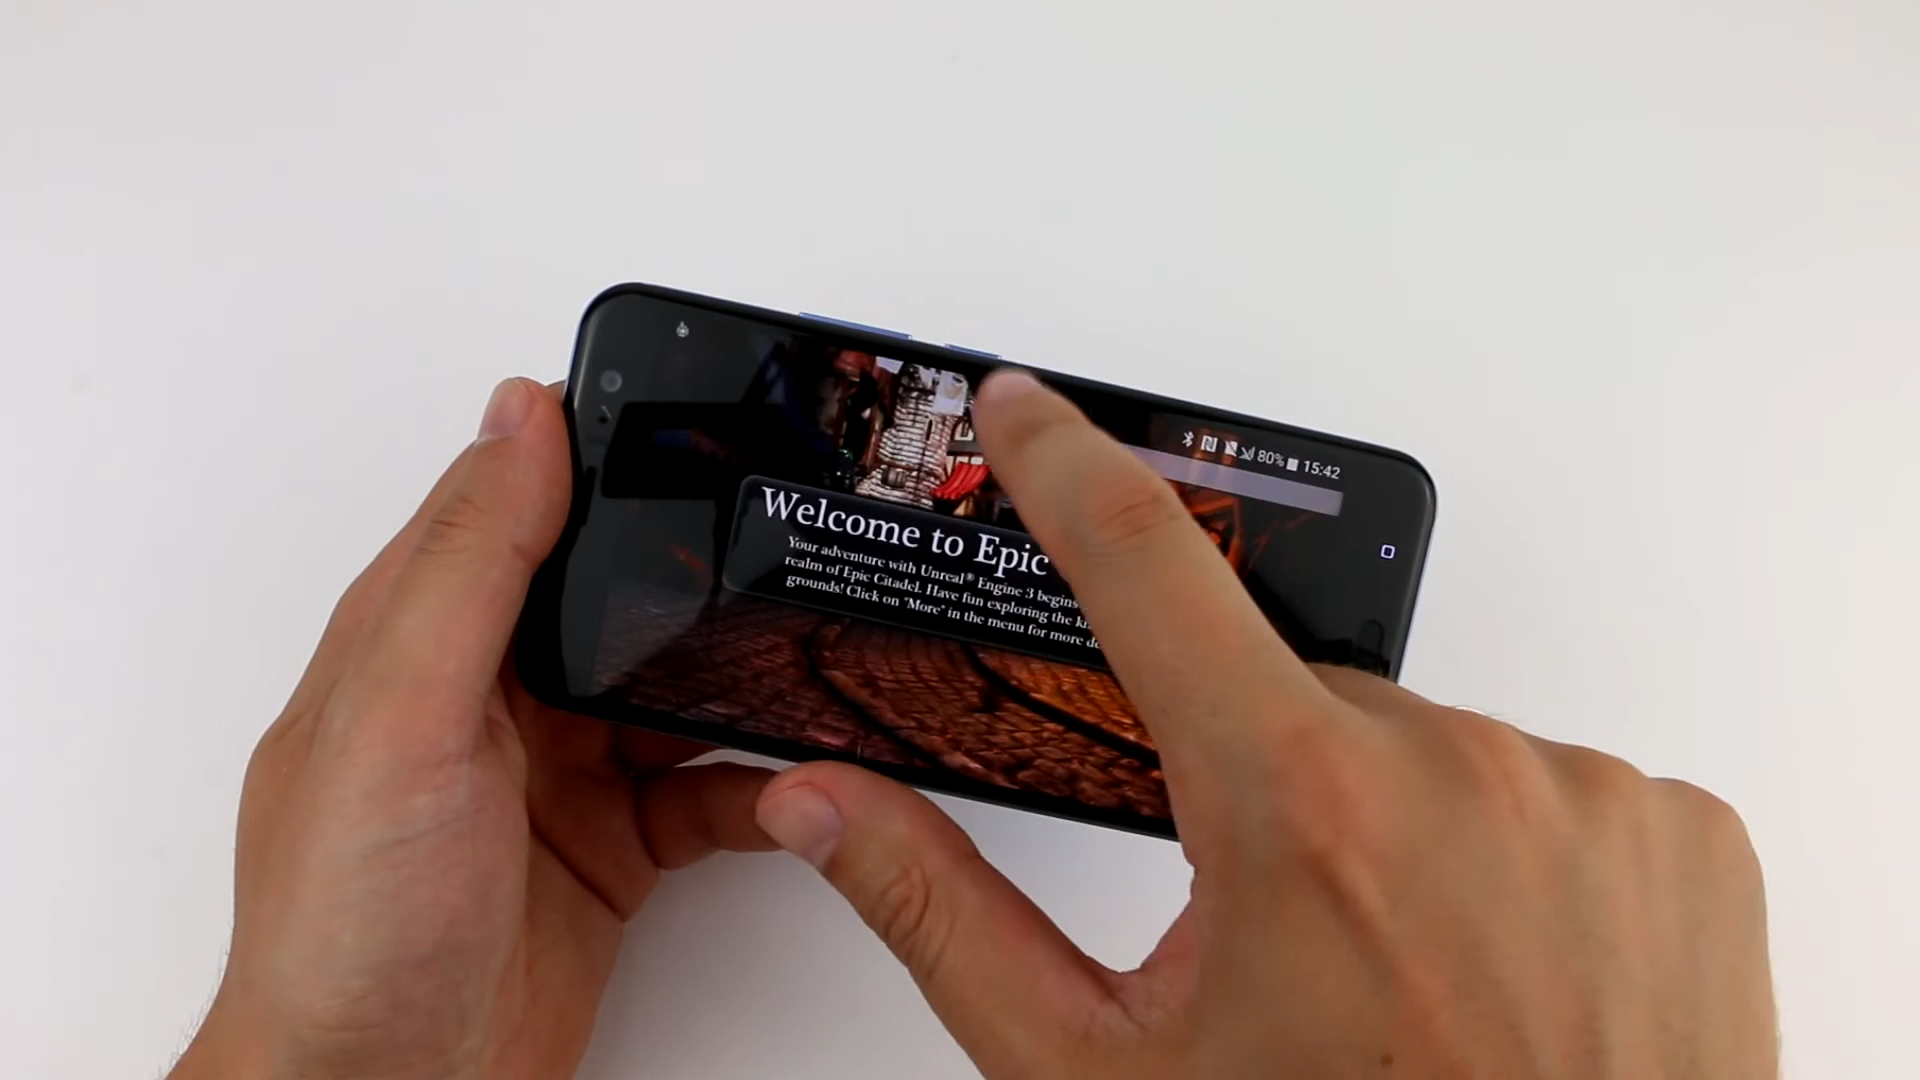 80% 15:42
Welcome to Epic
Your adventure with Unreal® Engine 3 begins
realm of Epic Citadel. Have fun exploring the
grounds! Click on "More" in the menu for more